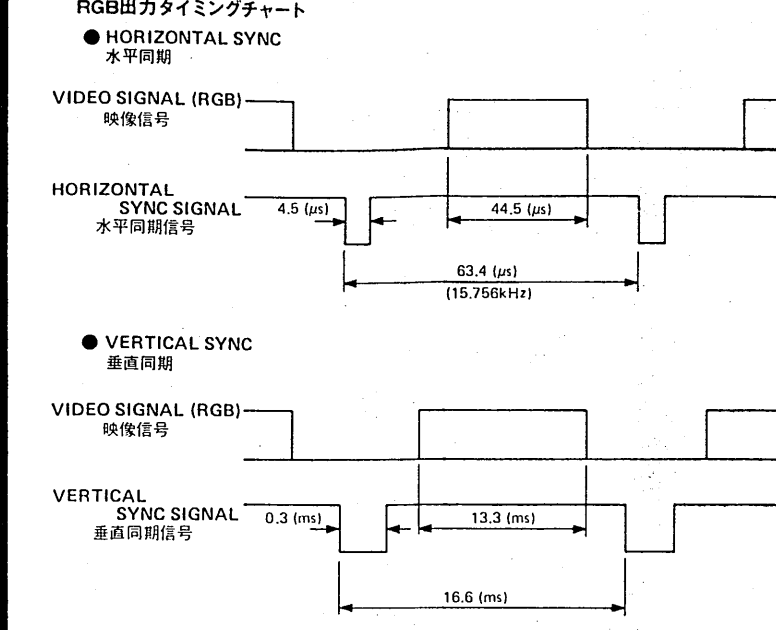 RGB出力タイミングチャート
● HORIZONTAL SYNC
水平同期
VIDEO SIGNAL (RGB)
映像信号
HORIZONTAL
SYNC SIGNAL
水平同期信号
4.5 (μs)
44.5 (μs)
63.4 (μs)
(15.756kHz)
● VERTICAL SYNC
垂直同期
VIDEO SIGNAL (RGB)
映像信号
VERTICAL
SYNC SIGNAL
垂直同期信号
0.3 (ms)
13.3 (ms)
16.6 (ms)